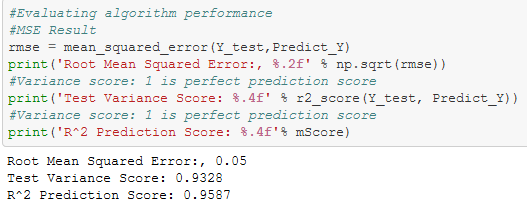 #Evaluating algorithm performance
#MSE Result
rmse = mean_squared_error(Y_test,Predict_Y)
print('Root Mean Squared Error:, %.2f' % np.sqrt(rmse))
#Variance score: 1 is perfect prediction score
print('Test Variance Score: %.4f' % r2_score(Y_test, Predict_Y))
#Variance score: 1 is perfect prediction score
print('R^2 Prediction Score: %.4f'% mScore)
Root Mean Squared Error:, 0.05
Test Variance Score: 0.9328
R^2 Prediction Score: 0.9587